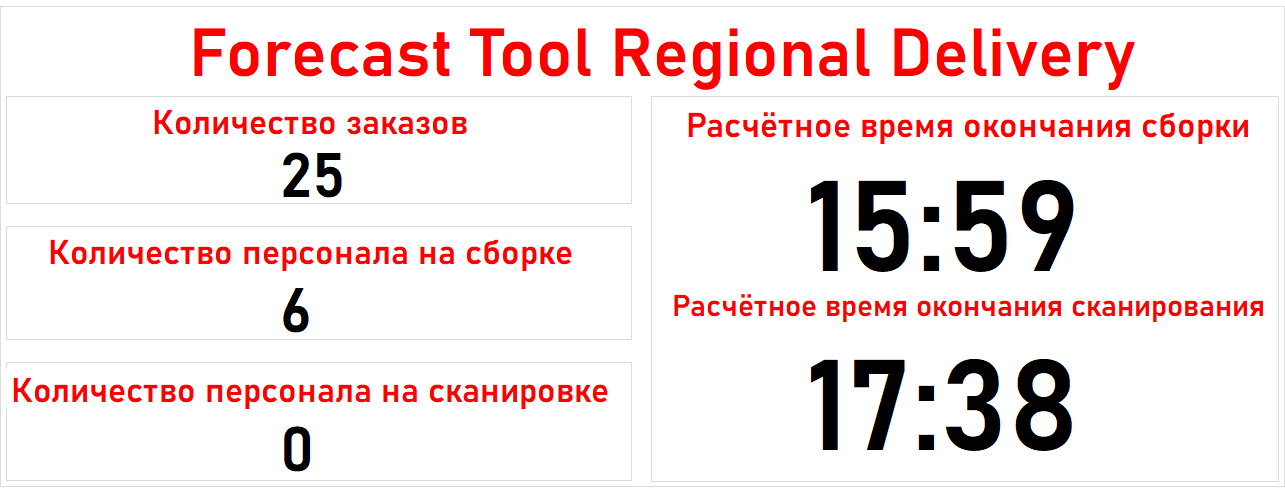 Forecast Tool Regional Delivery
Количество заказов
25
Количество персонала на сборке
6
Количество персонала на сканировке
0
Расчётное время окончания сборки
15:59
Расчётное время окончания сканирования
17:38